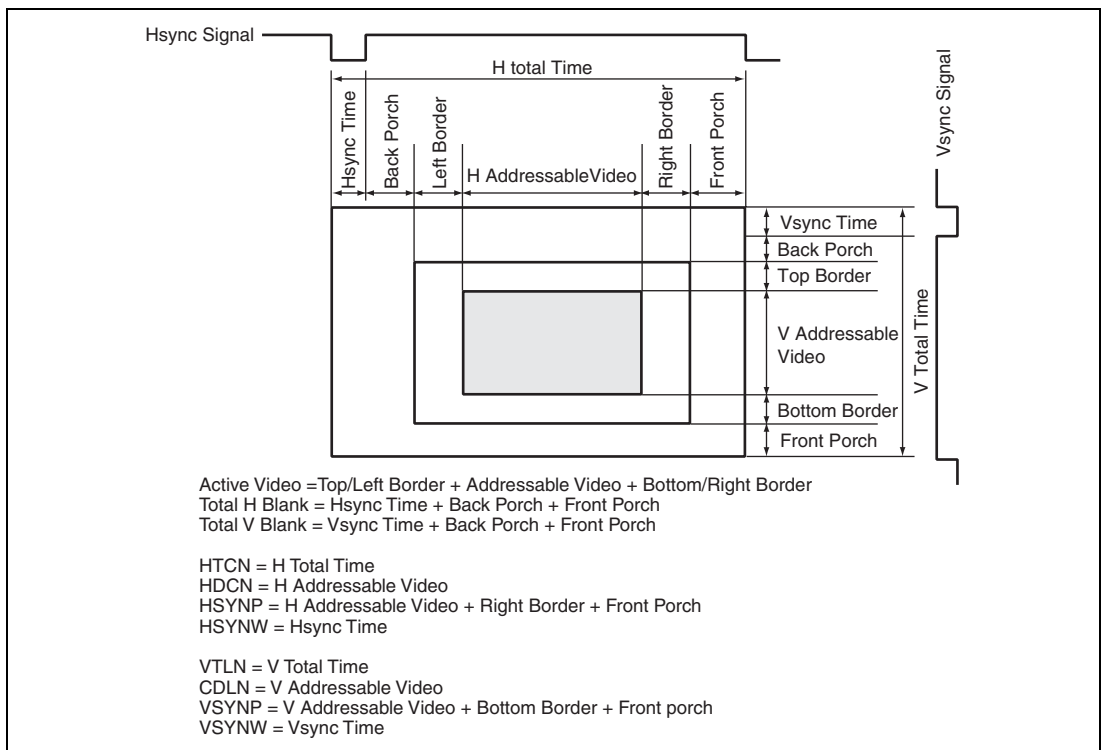 Hsync Signal
H total Time
Hsync Time
Back Porch
Left Border
H AddressableVideo
Right Border
Front Porch
Vsync Signal
Vsync Time
Back Porch
Top Border
V Addressable
Video
Bottom Border
Front Porch
V Total Time
Active Video =Top/Left Border + Addressable Video + Bottom/Right Border
Total H Blank = Hsync Time + Back Porch + Front Porch
Total V Blank = Vsync Time + Back Porch + Front Porch
HTCN = H Total Time
HDCN = H Addressable Video
HSYNP = H Addressable Video + Right Border + Front Porch
HSYNW = Hsync Time
VTLN = V Total Time
CDLN = V Addressable Video
VSYNP = V Addressable Video + Bottom Border + Front porch
VSYNW = Vsync Time